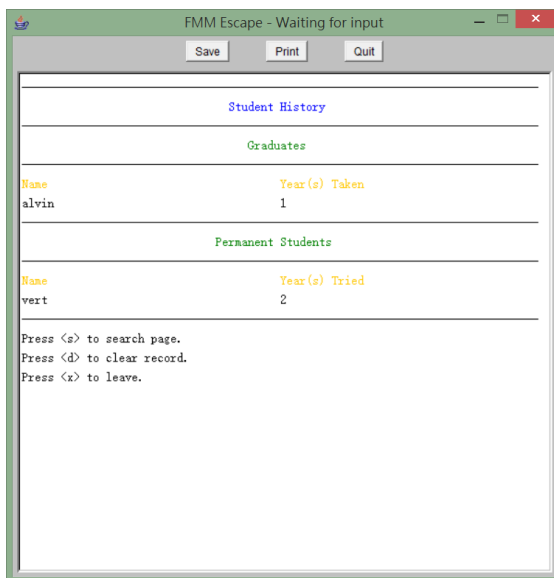 FMM Escape - Waiting for input
Save Print Quit
Student History
Graduates
Name Year(s) Taken
alvin 1
Permanent Students
Name Year(s) Tried
vert 2
Press <s> to search page.
Press <d> to clear record.
Press <x> to leave.